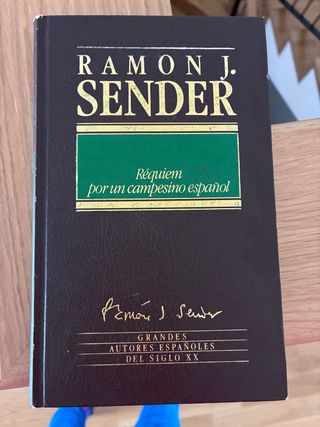 RAMON J.
SENDER
Réquiem
por un campesino español
Ramón J Sender
GRANDES
AUTORES ESPAÑOLES
DEL SIGLO XX